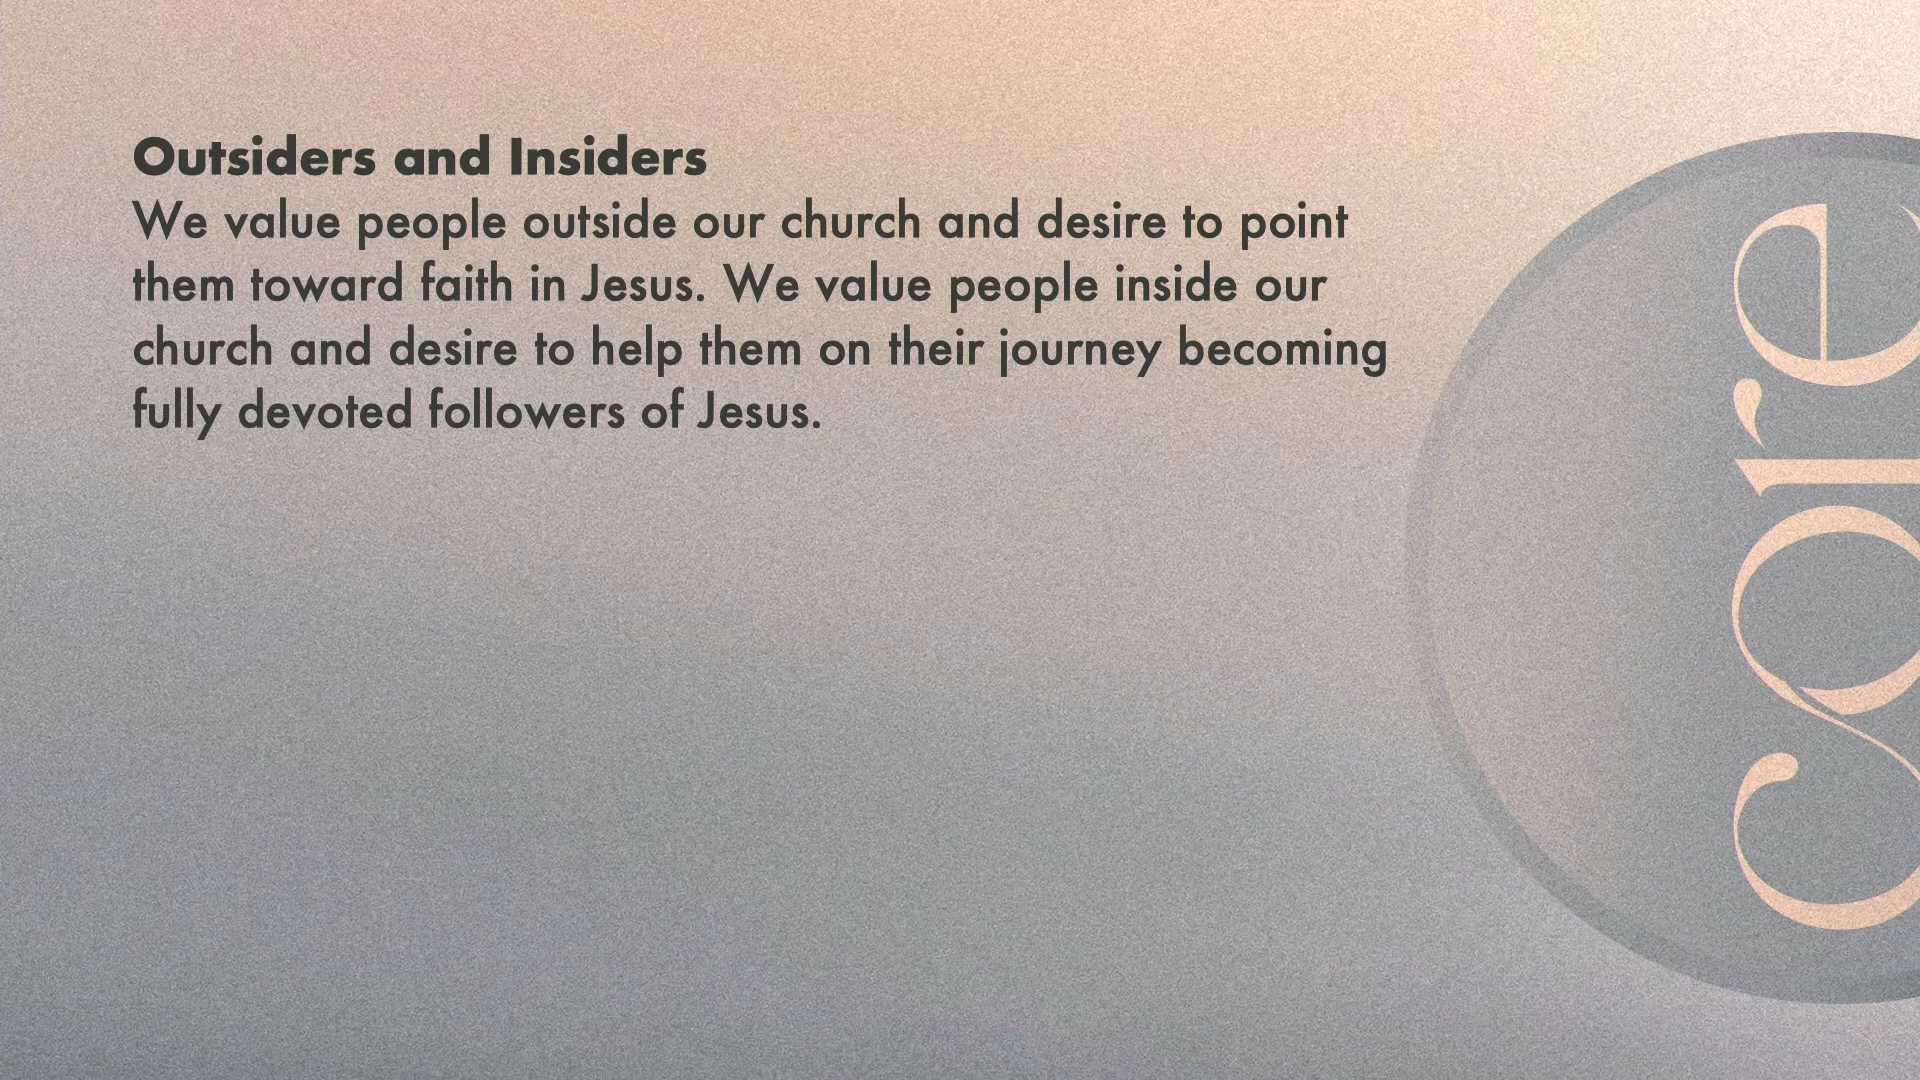 Outsiders and Insiders
We value people outside our church and desire to point
them toward faith in Jesus. We value people inside our
church and desire to help them on their journey becoming
fully devoted followers of Jesus.
core